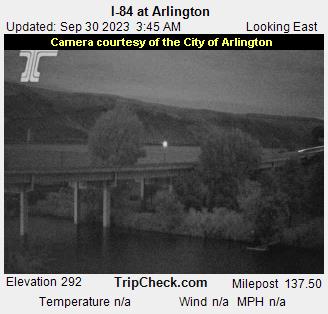 I-84 at Arlington
Updated: Sep 30 2023 3:45 AM Looking East
Camera courtesy of the City of Arlington
Elevation 292 TripCheck.com Milepost 137.50
Temperature n/a Wind n/a MPH n/a